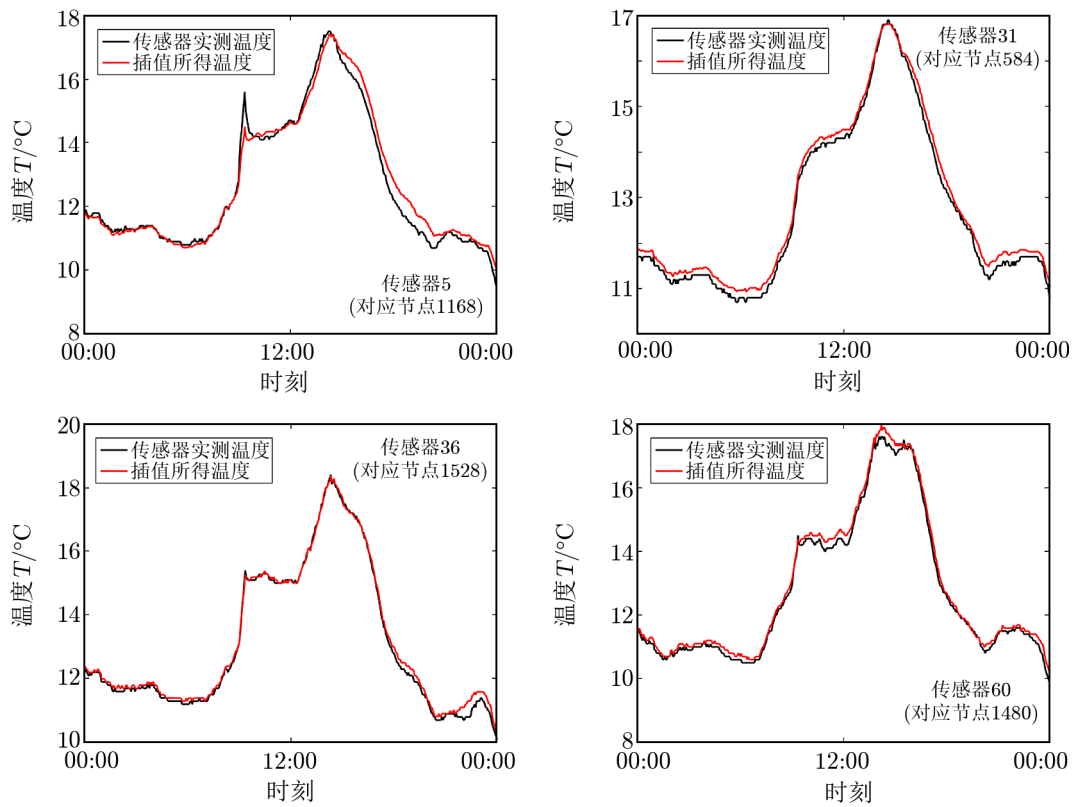 18
16
14
12
10
8
温度T/°C
传感器实测温度
插值所得温度
传感器5
(对应节点1168)
00:00
12:00
00:00
时刻
17
15
13
11
温度T/°C
传感器实测温度
插值所得温度
传感器31
(对应节点584)
00:00
12:00
00:00
时刻
20
18
16
14
12
10
温度T/°C
传感器实测温度
插值所得温度
传感器36
(对应节点1528)
00:00
12:00
00:00
时刻
18
16
14
12
10
8
温度T/°C
传感器实测温度
插值所得温度
传感器60
(对应节点1480)
00:00
12:00
00:00
时刻